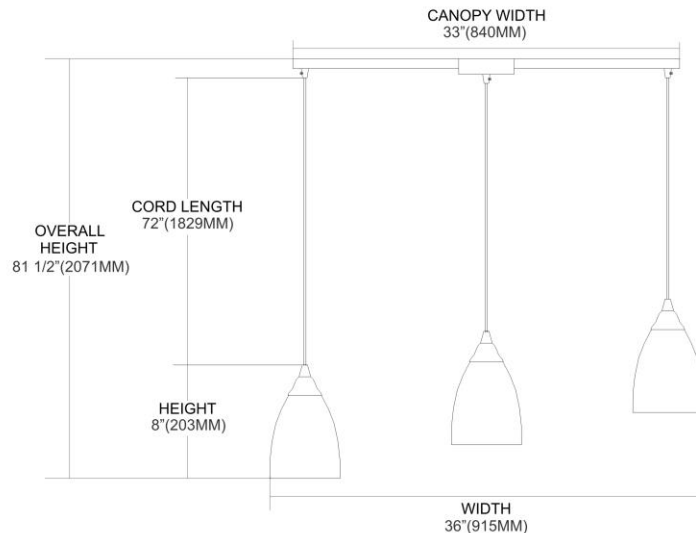 CANOPY WIDTH
33"(840MM)
CORD LENGTH
72"(1829MM)
OVERALL
HEIGHT
81 1/2"(2071MM)
HEIGHT
8"(203MM)
WIDTH
36"(915MM)